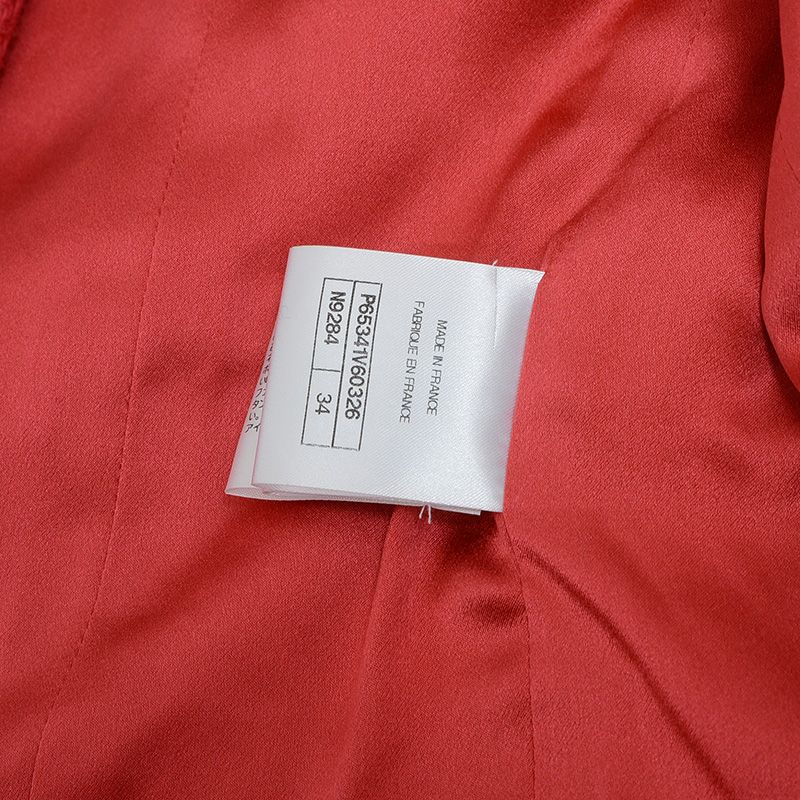 MADE IN FRANCE
FABRIQUE EN FRANCE
P65341V60326
N9284 34